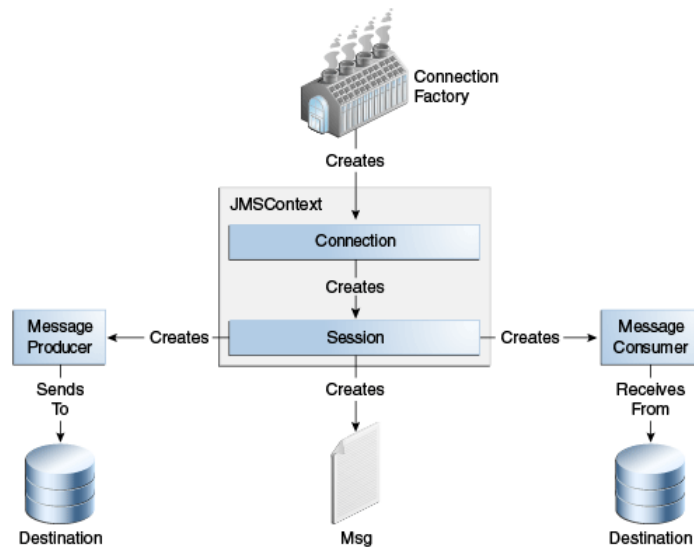 Connection
Factory
Creates
JMSContext
Connection
Creates
Message
Producer
Creates
Session
Creates
Message
Consumer
Sends
To
Creates
Receives
From
Destination
Msg
Destination